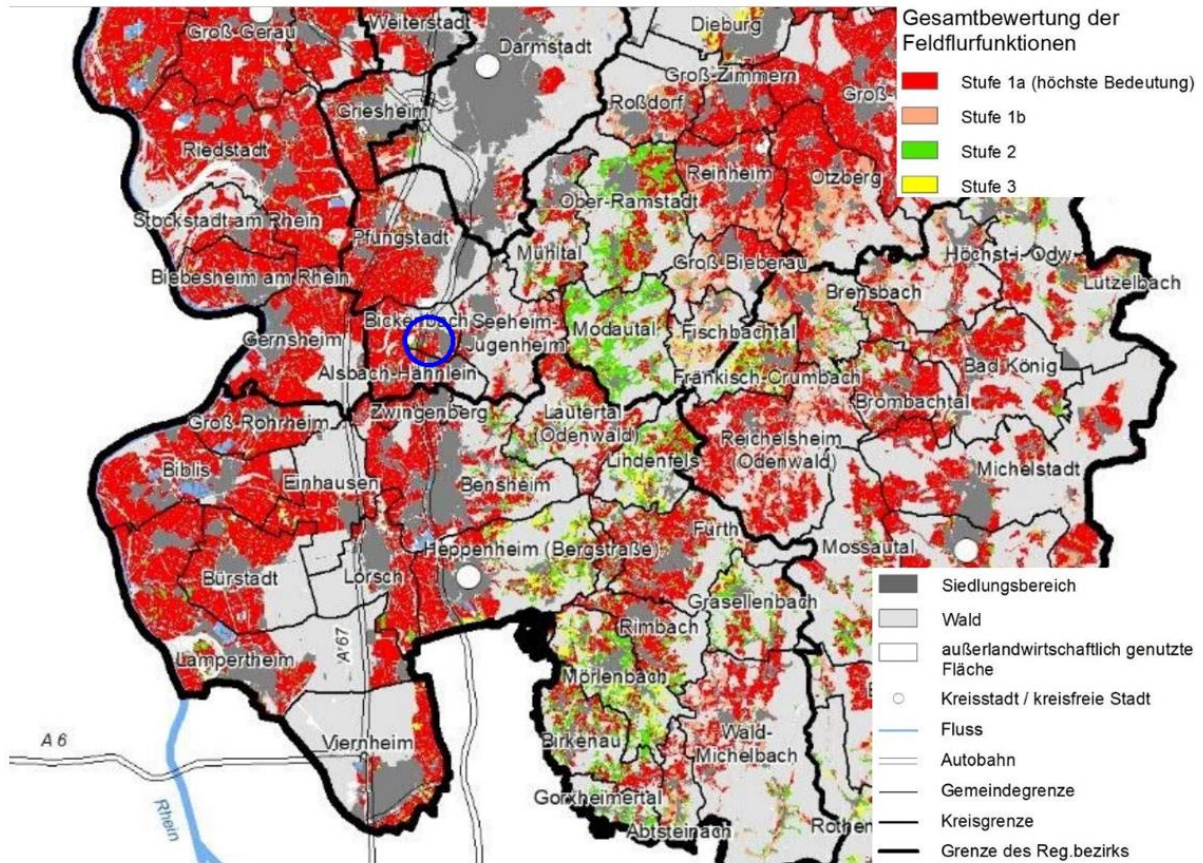 Gesamtbewertung der
Feldflurfunktionen
Stufe 1a (höchste Bedeutung)
Stufe 1b
Stufe 2
Stufe 3
Groß-Gerau
Weiterstadt
Darmstadt
Dieburg
Groß-Zimmern
Griesheim
Roßdorf
Groß-
Riedstadt
Reinheim
Otzberg
Ober-Ramstadt
Stockstadt am Rhein
Pfungstadt
Mühltal
Groß-Bieberau
Höchst i. Odw.
Biebesheim am Rhein
Brensbach
Lützelbach
Bickenbach
Seeheim-
Jugenheim
Modautal
Fischbachtal
Gernsheim
Alsbach-Hähnlein
Fränkisch-Crumbach
Bad König
Brombachtal
Groß-Rohrheim
Zwingenberg
Lautertal
(Odenwald)
Reichelsheim
(Odenwald)
Biblis
Einhausen
Bensheim
Lindenfels
Michelstadt
Fürth
Heppenheim (Bergstraße)
Mossautal
Bürstadt
Lorsch
Grasellenbach
Rimbach
Lampertheim
A 67
Mörlenbach
Viernheim
Birkenau
Wald-
Michelbach
A 6
Rhein
Gorxheimertal
Abtsteinach
Rothen
Siedlungsbereich
Wald
außerlandwirtschaftlich genutzte
Fläche
Kreisstadt / kreisfreie Stadt
Fluss
Autobahn
Gemeindegrenze
Kreisgrenze
Grenze des Reg.bezirks